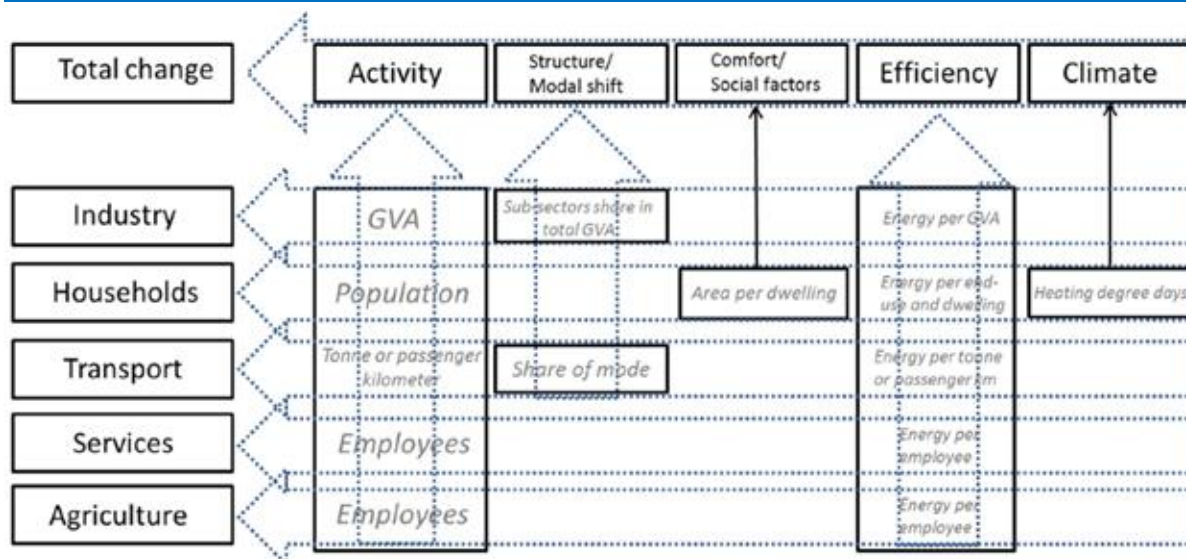 Total change
Activity
Structure/
Modal shift
Comfort/
Social factors
Efficiency
Climate
Industry
GVA
Sub-sectors share in
total GVA
Energy per GVA
Households
Population
Area per dwelling
Energy per end-
use and dwelling
Heating degree days
Transport
Tonne or passenger
kilometer
Share of mode
Energy per tonne
or passenger km
Services
Employees
Energy per
employee
Agriculture
Employees
Energy per
employee